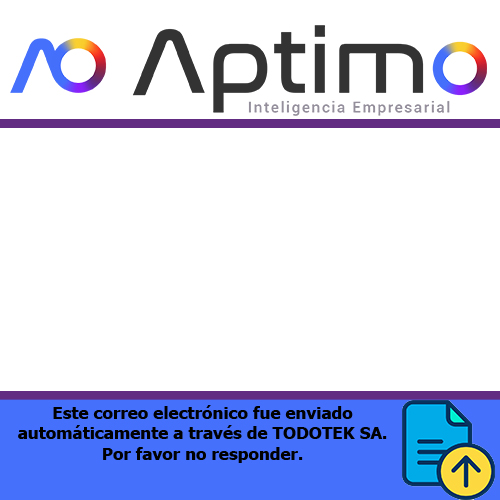 Aptimo
Inteligencia Empresarial
Este correo electrónico fue enviado
automáticamente a través de TODOTEK SA.
Por favor no responder.